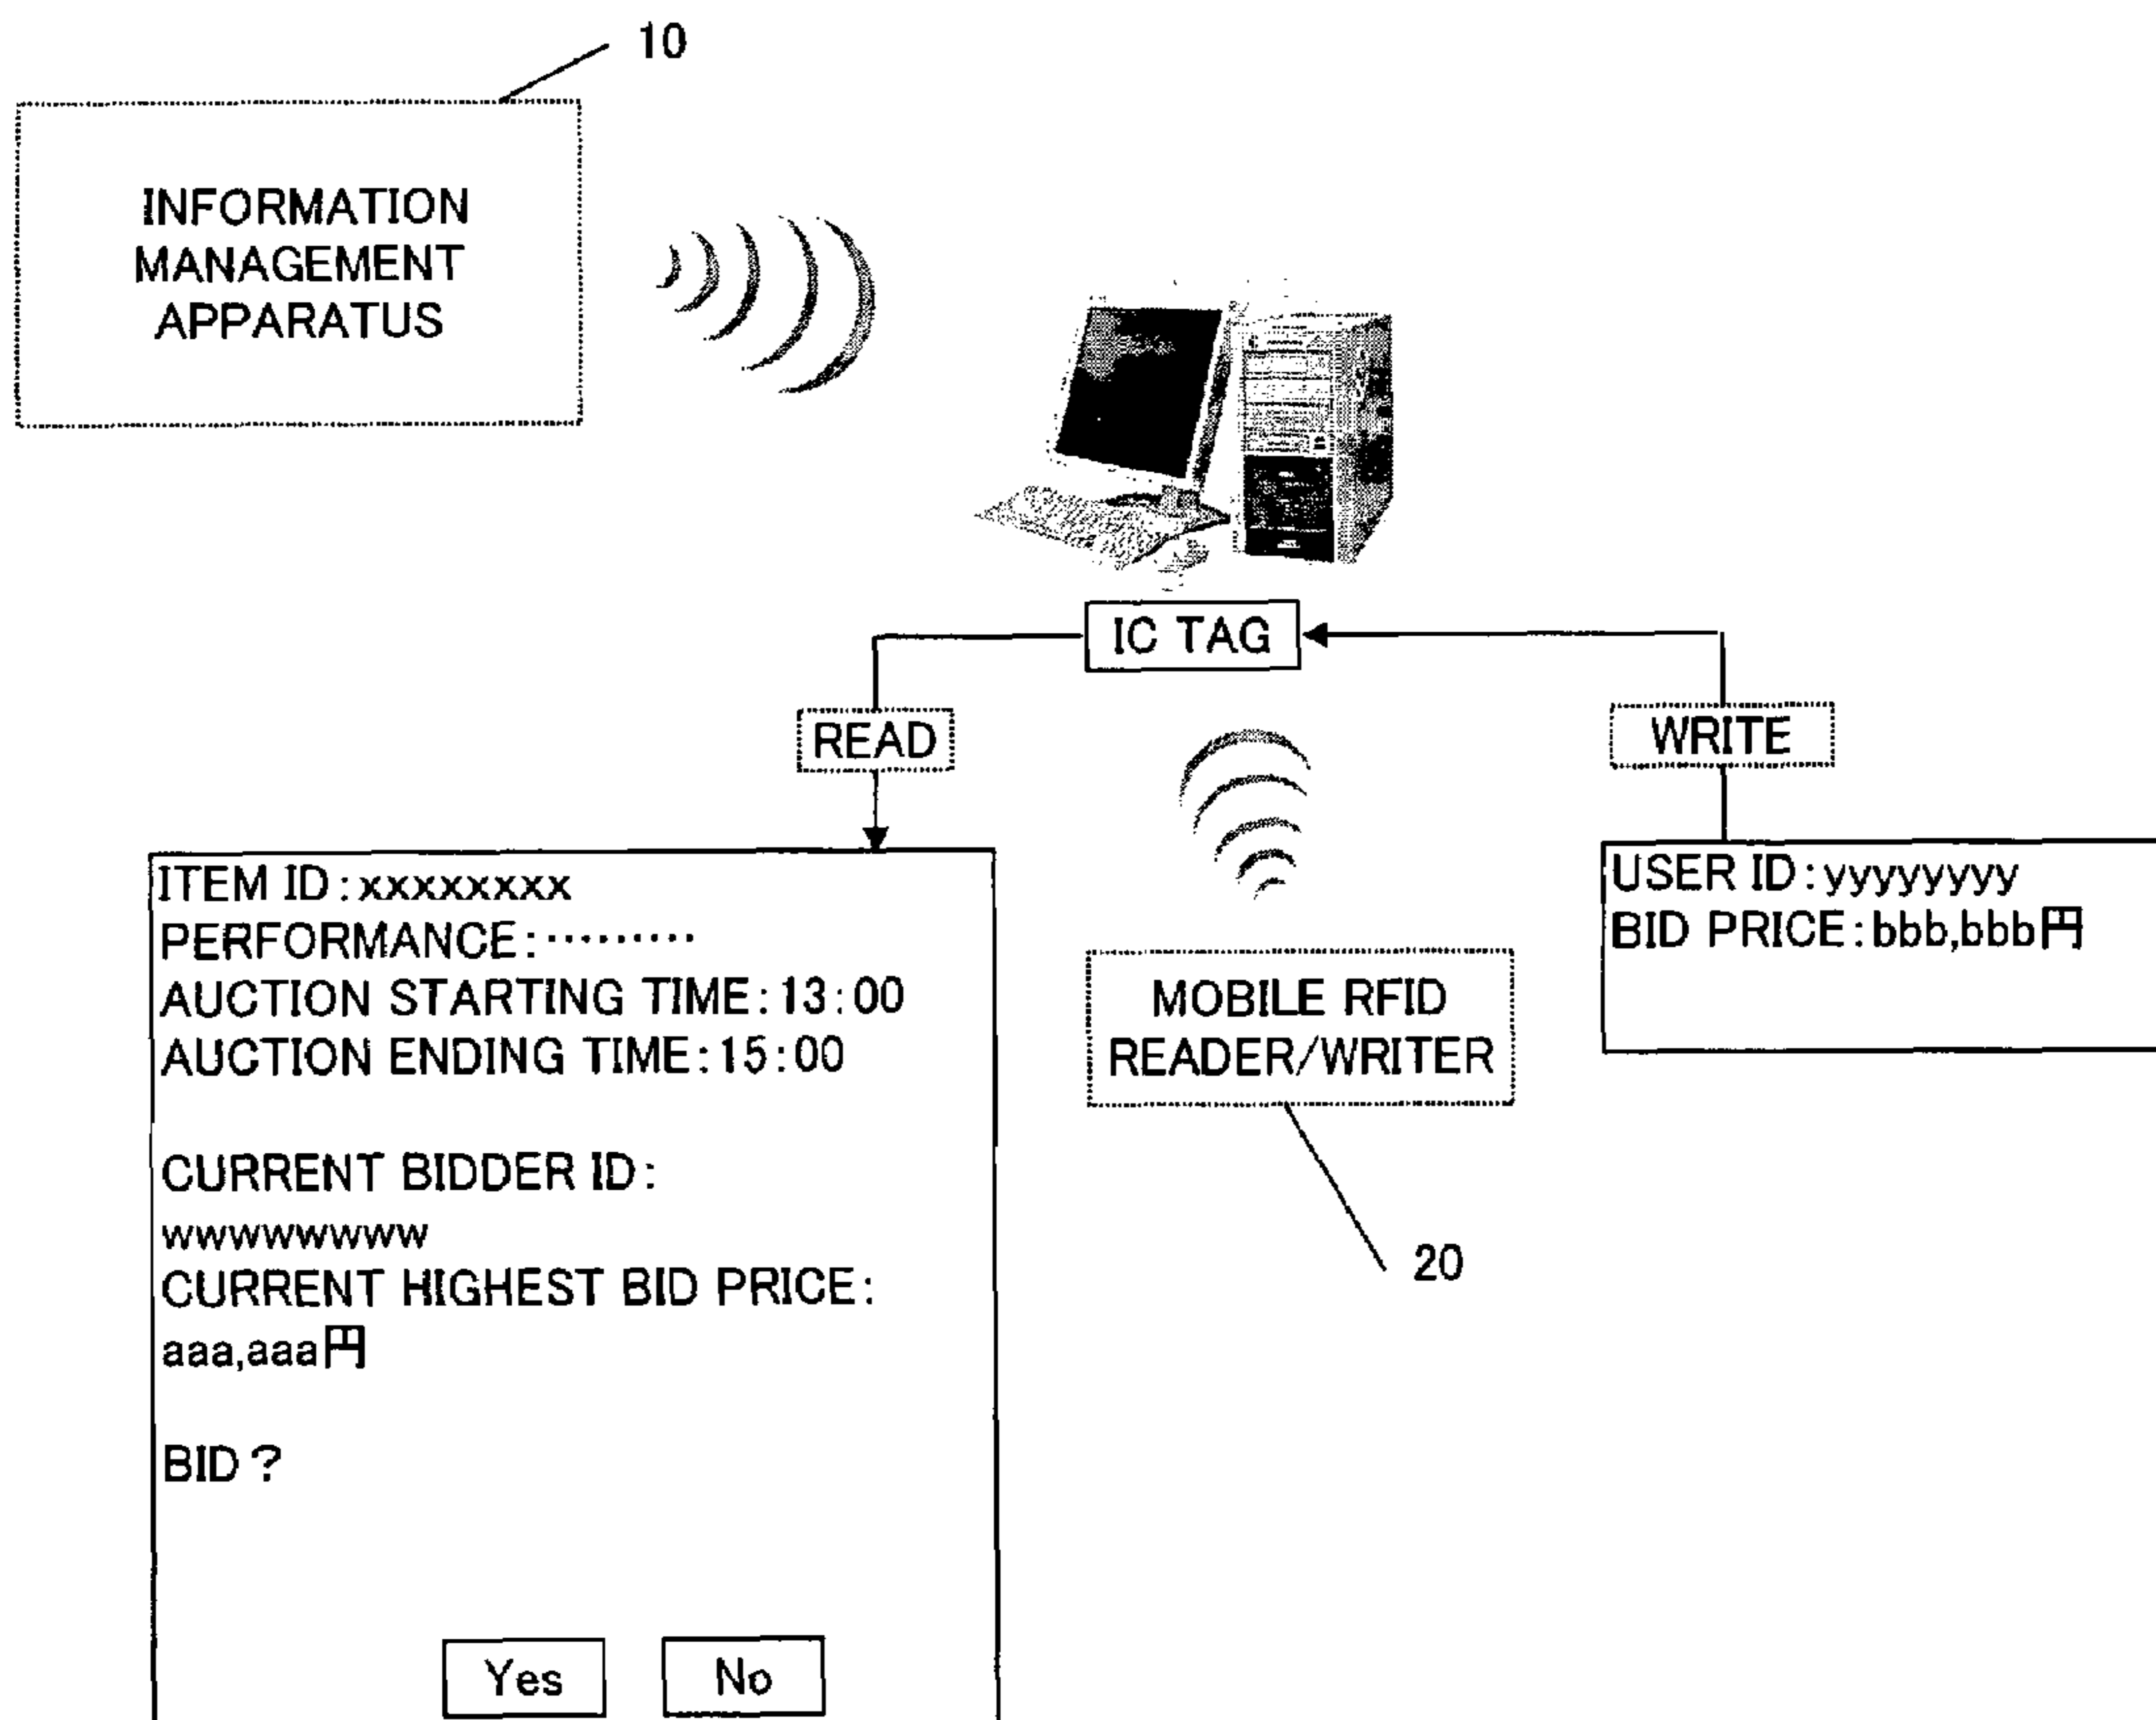 10
INFORMATION
MANAGEMENT
APPARATUS
IC TAG
READ
WRITE
ITEM ID:xxxxxxxx
PERFORMANCE:·········
AUCTION STARTING TIME:13:00
AUCTION ENDING TIME:15:00
CURRENT BIDDER ID:
wwwwwwww
CURRENT HIGHEST BID PRICE:
aaa,aaa円
BID?
Yes
No
MOBILE RFID
READER/WRITER
20
USER ID:yyyyyyyy
BID PRICE:bbb,bbb円